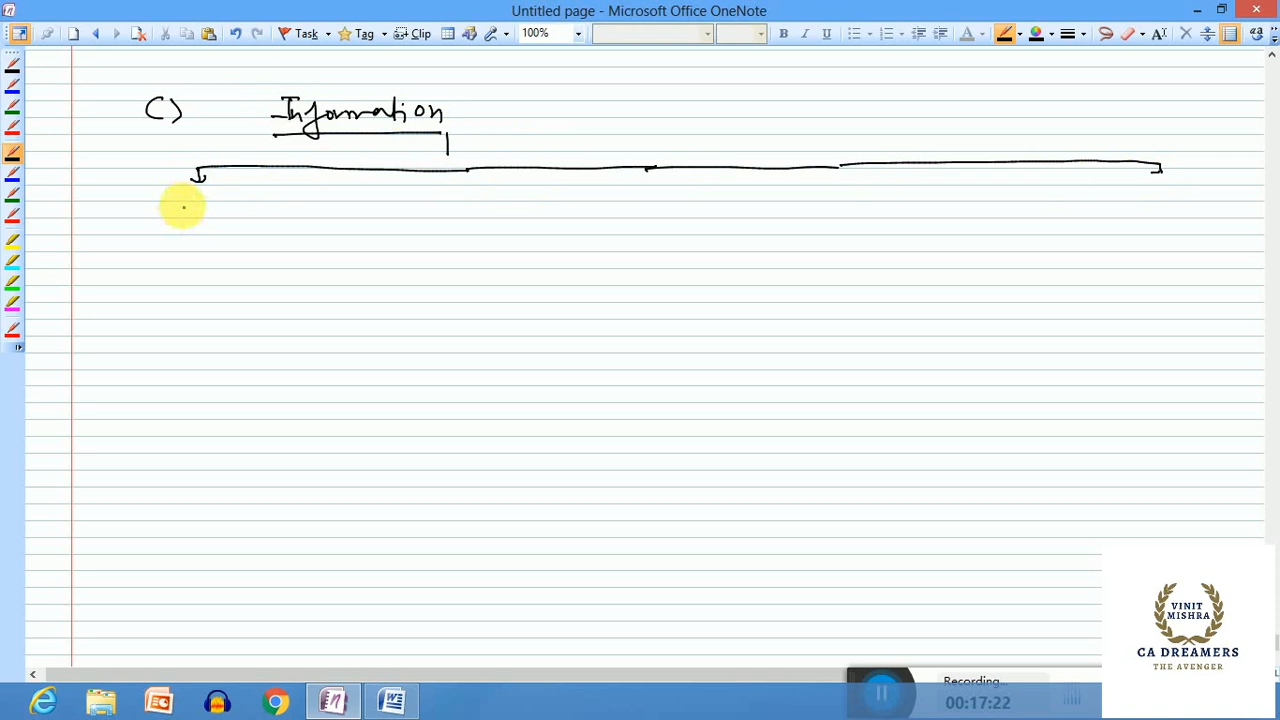 Untitled page - Microsoft Office OneNote
Task Tag Clip 100% B I U
C) Information
VINIT
MISHRA
CA DREAMERS
THE AVENGER
Recording...
00:17:22